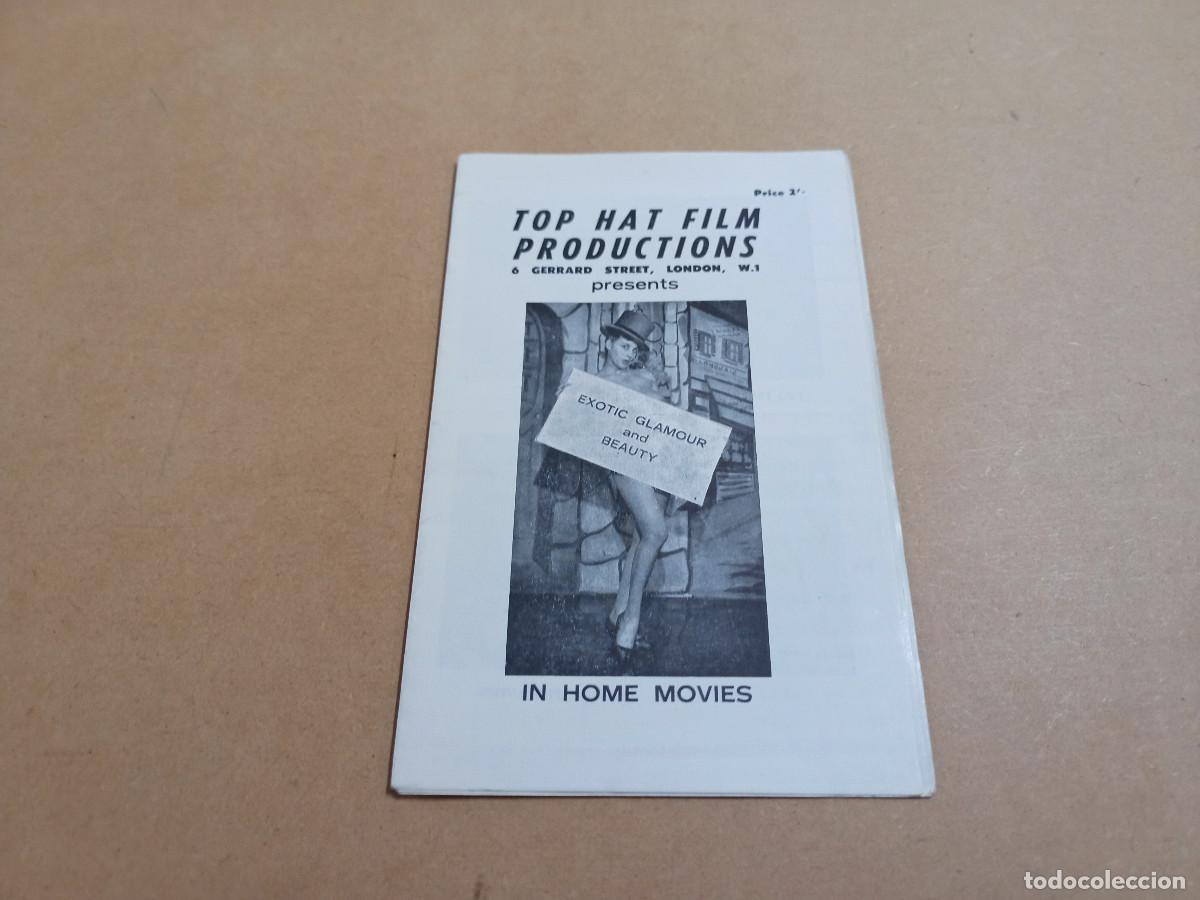 Price 2'-
TOP HAT FILM
PRODUCTIONS
6 GERRARD STREET, LONDON, W.1
presents
EXOTIC GLAMOUR
and
BEAUTY
IN HOME MOVIES
todocoleccion